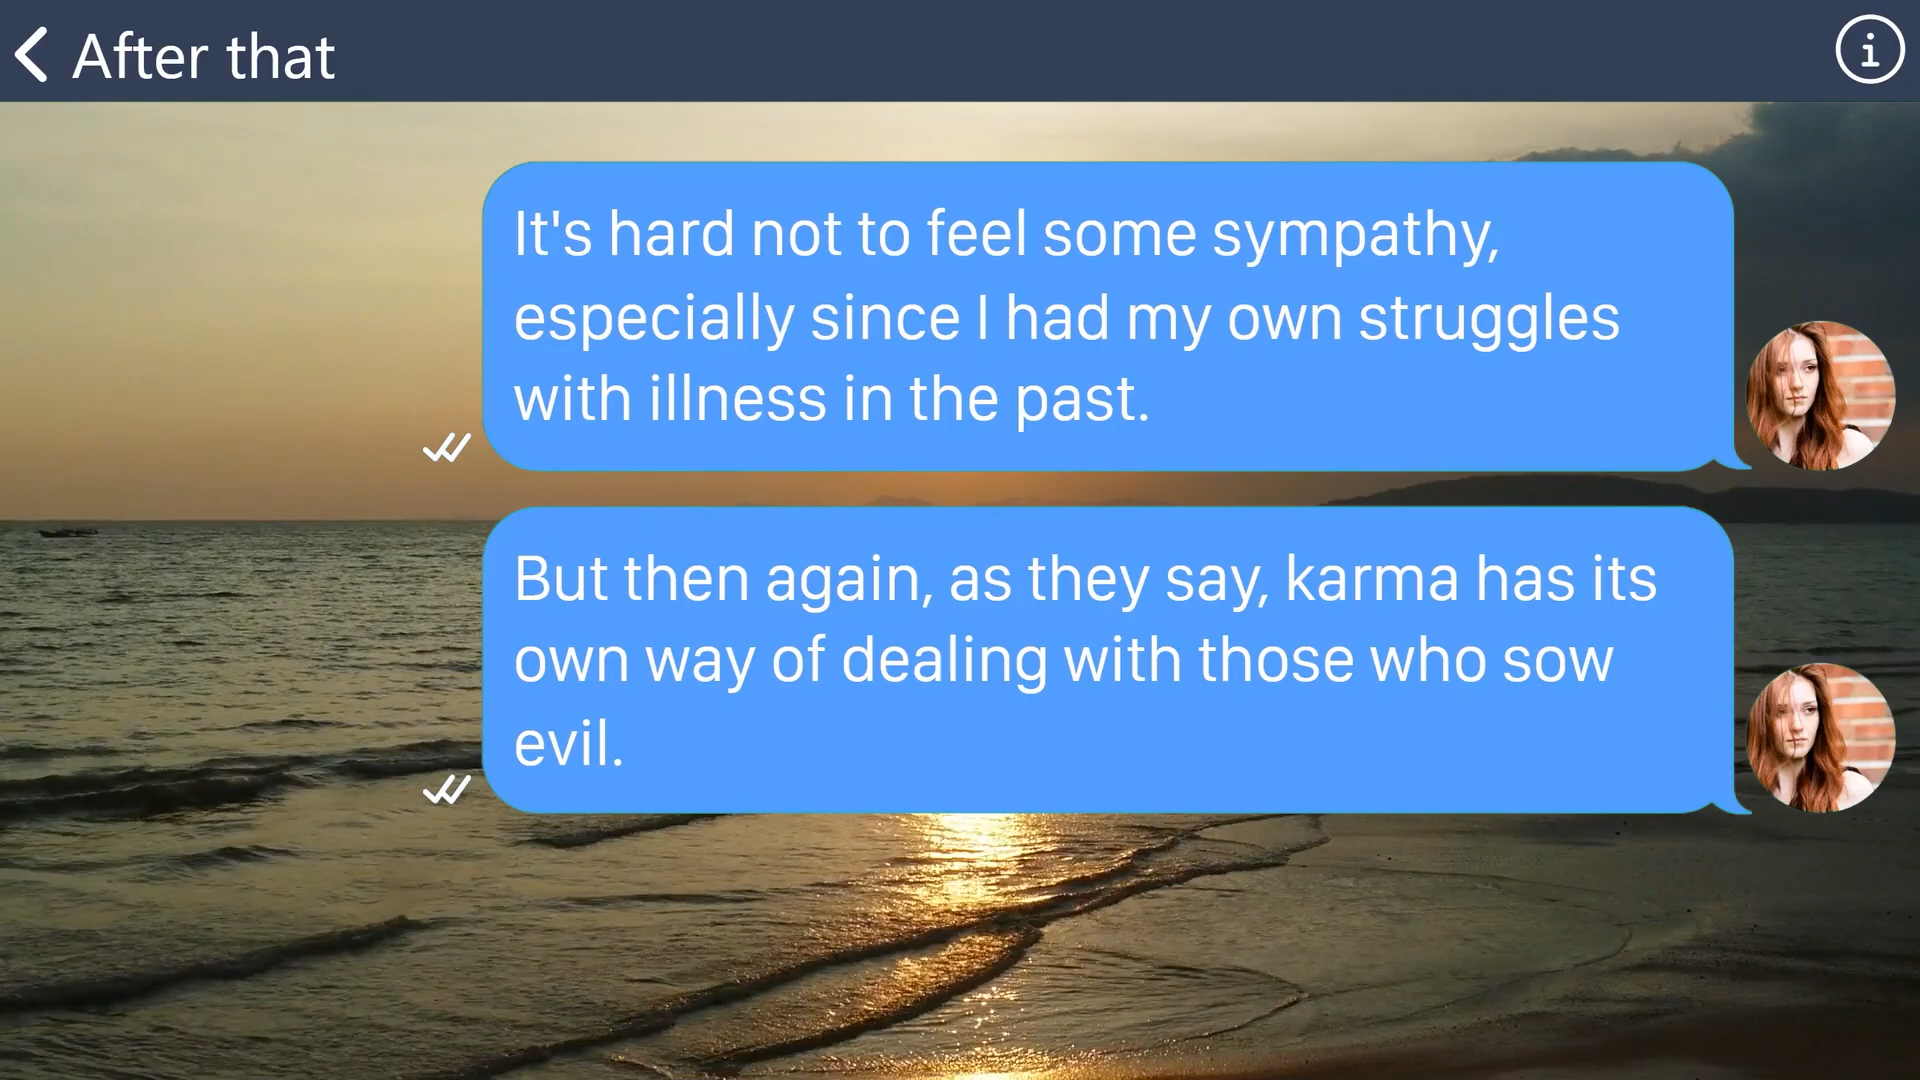 After that
It's hard not to feel some sympathy,
especially since I had my own struggles
with illness in the past.
But then again, as they say, karma has its
own way of dealing with those who sow
evil.